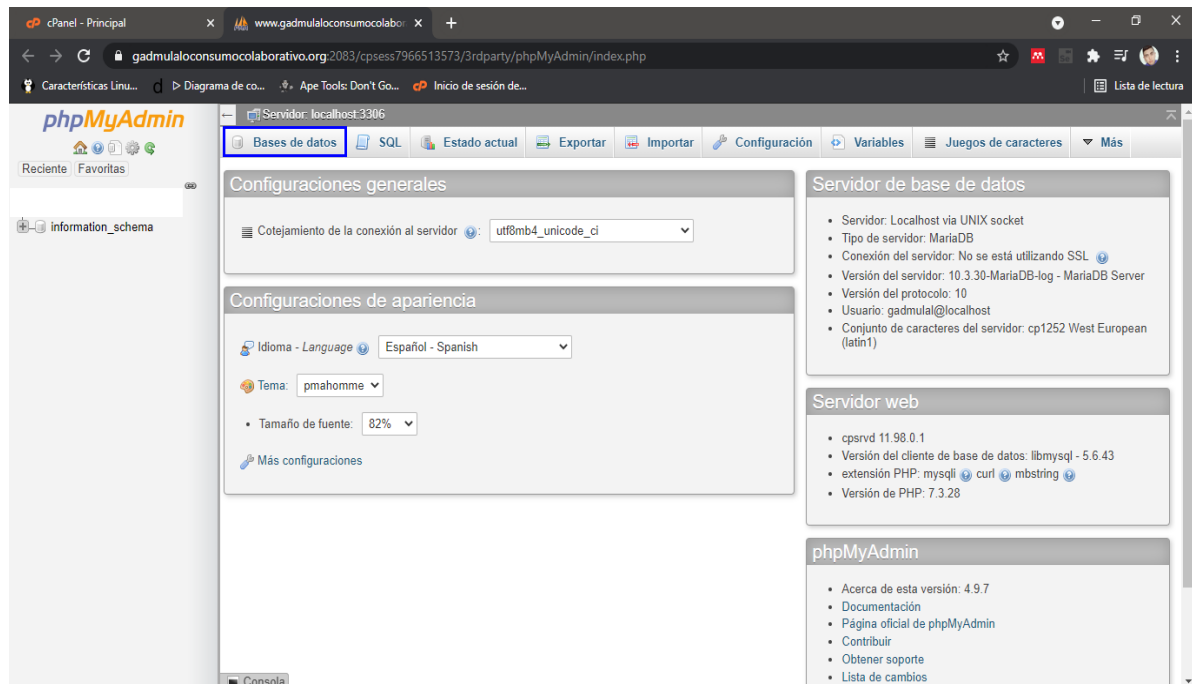 cPanel - Principal
www.gadmulaloconsumocolabor
gadmulaloconsumocolaborativo.org:2083/cpsess7966513573/3rdparty/phpMyAdmin/index.php
Características Linu...
Diagrama de co...
Ape Tools: Don't Go...
Inicio de sesión de...
Lista de lectura
phpMyAdmin
Reciente Favoritas
information_schema
Servidor: localhost:3306
Bases de datos SQL Estado actual Exportar Importar Configuración Variables Juegos de caracteres Más
Configuraciones generales
Cotejamiento de la conexión al servidor : utf8mb4_unicode_ci
Configuraciones de apariencia
Idioma - Language Español - Spanish
Tema: pmahomme
• Tamaño de fuente: 82%
Más configuraciones
Servidor de base de datos
• Servidor: Localhost via UNIX socket
• Tipo de servidor: MariaDB
• Conexión del servidor: No se está utilizando SSL
• Versión del servidor: 10.3.30-MariaDB-log - MariaDB Server
• Versión del protocolo: 10
• Usuario: gadmulal@localhost
• Conjunto de caracteres del servidor: cp1252 West European
(latin1)
Servidor web
• cpsrvd 11.98.0.1
• Versión del cliente de base de datos: libmysql - 5.6.43
• extensión PHP: mysqli curl mbstring
• Versión de PHP: 7.3.28
phpMyAdmin
• Acerca de esta versión: 4.9.7
• Documentación
• Página oficial de phpMyAdmin
• Contribuir
• Obtener soporte
• Lista de cambios
Consola